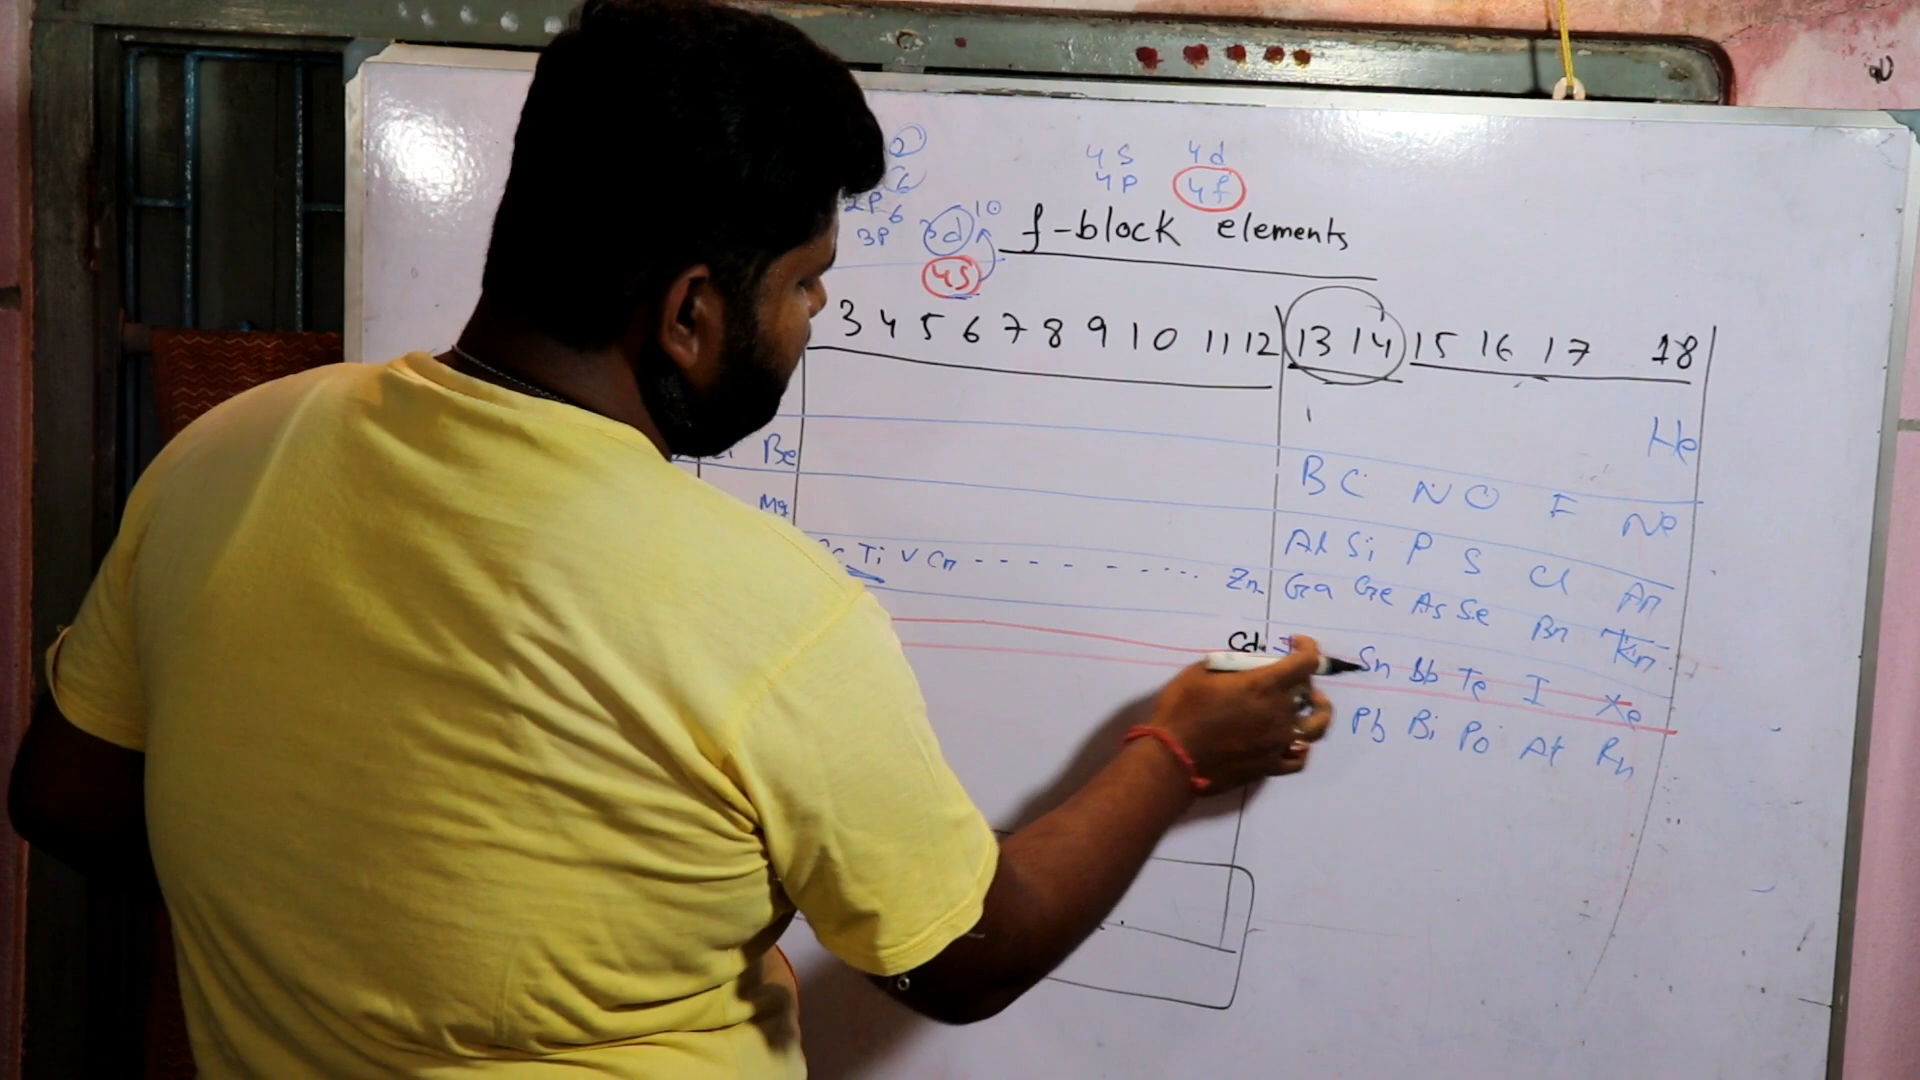 4s 4d
4p 4f
2p6 10
3p 3d
4s
f-block elements
3 4 5 6 7 8 9 10 11 12 13 14 15 16 17 18
He
Be B C N O F Ne
Mg Al Si P S Cl Ar
Ti V Cr - - - - - - - - - Zn Ga Ge As Se Br Kr
Cd Sn Sb Te I Xe
Pb Bi Po At Rn